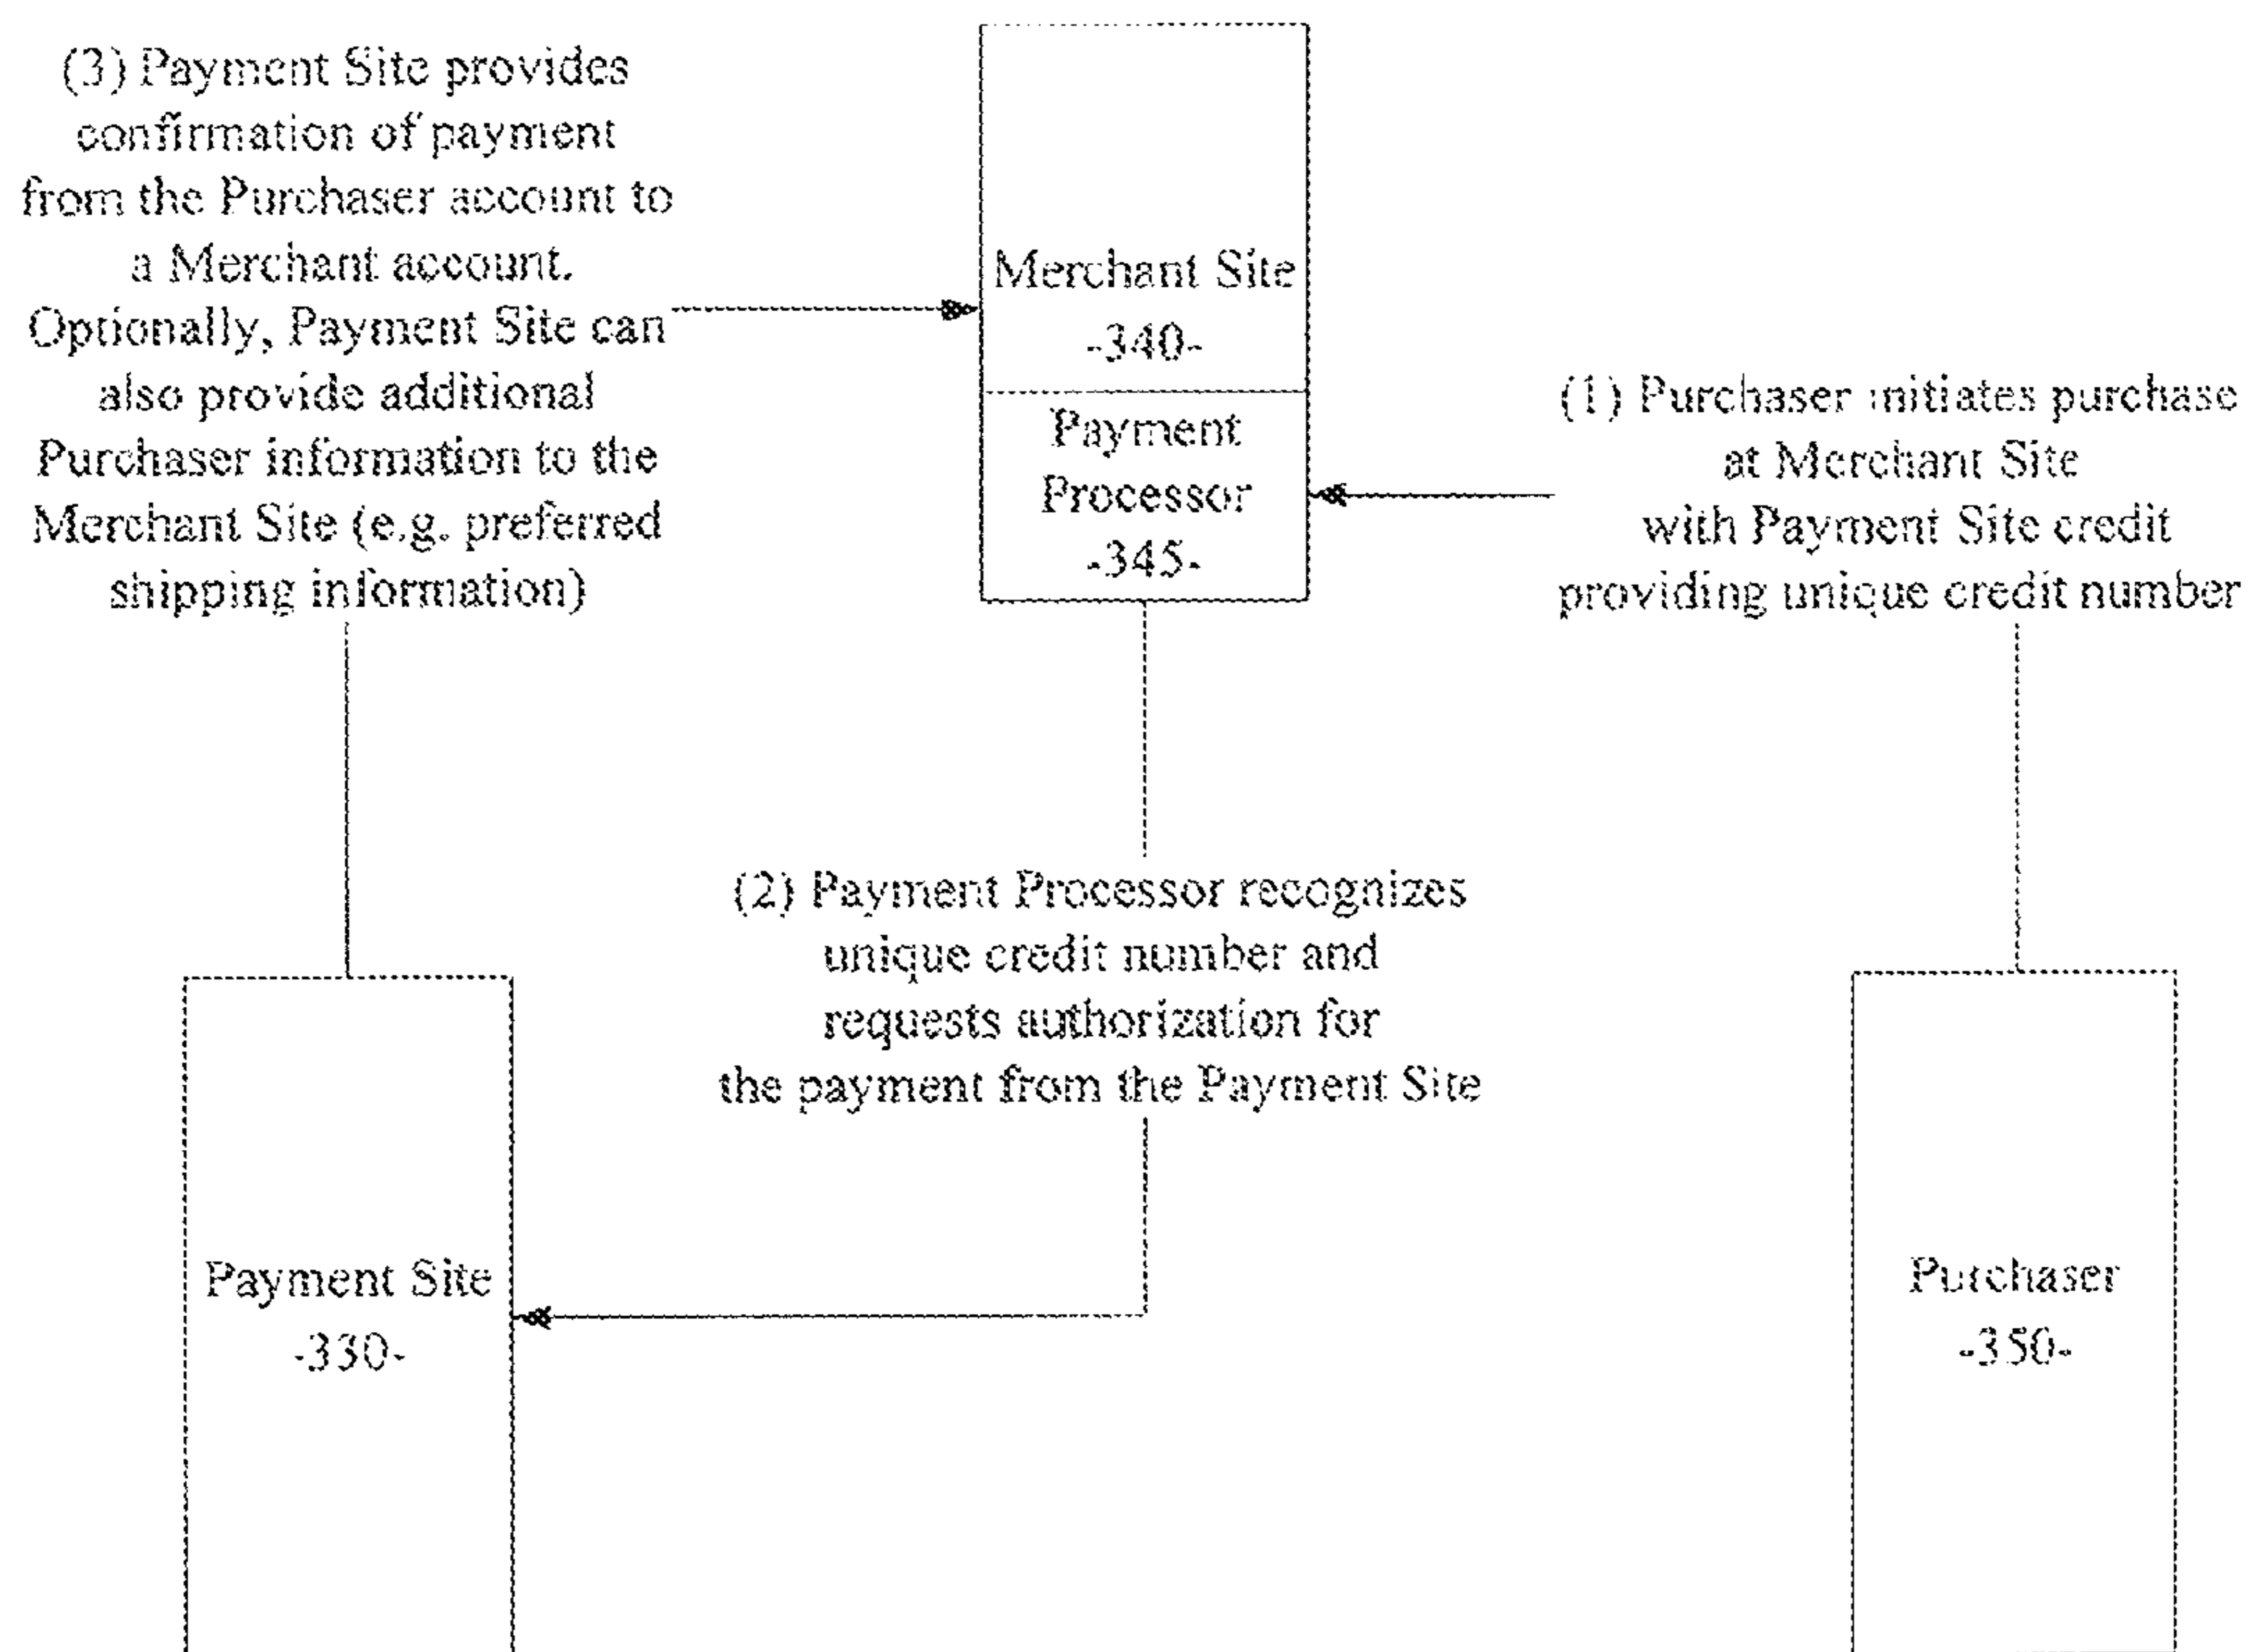 (3) Payment Site provides
confirmation of payment
from the Purchaser account to
a Merchant account.
Optionally, Payment Site can
also provide additional
Purchaser information to the
Merchant Site (e.g. preferred
shipping information)
Merchant Site
-340-
Payment
Processor
-345-
(1) Purchaser initiates purchase
at Merchant Site
with Payment Site credit
providing unique credit number
(2) Payment Processor recognizes
unique credit number and
requests authorization for
the payment from the Payment Site
Payment Site
-330-
Purchaser
-350-